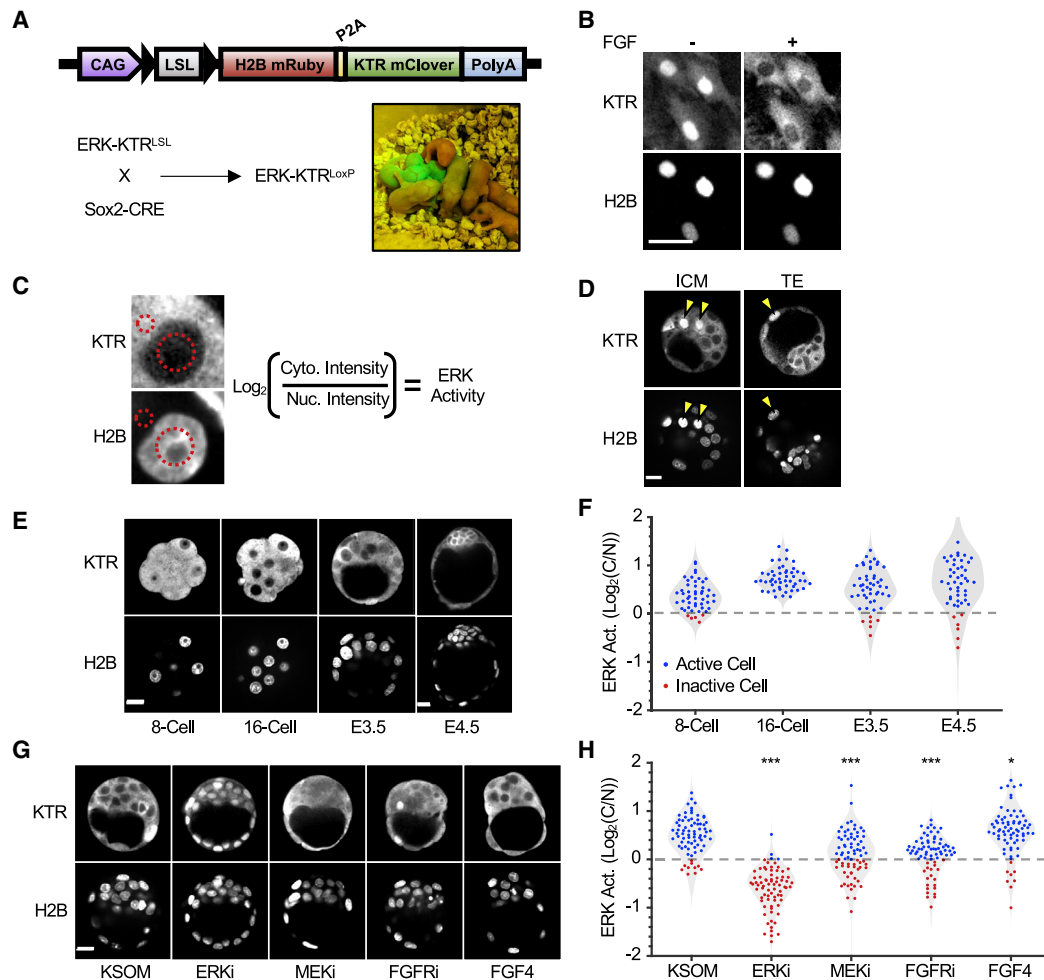 A
P2A
CAG
LSL
H2B mRuby
KTR mClover
PolyA
ERK-KTRLSL
X
Sox2-CRE
ERK-KTRLoxP
B
FGF - +
KTR
H2B
C
KTR
H2B
Log2 (Cyto. Intensity
Nuc. Intensity) = ERK
Activity
D
ICM TE
KTR
H2B
E
KTR
H2B
8-Cell 16-Cell E3.5 E4.5
F
ERK Act. (Log2(C/N))
2
1
0
-1
-2
Active Cell
Inactive Cell
8-Cell 16-Cell E3.5 E4.5
G
KTR
H2B
KSOM ERKi MEKi FGFRi FGF4
H
ERK Act. (Log2(C/N))
*** *** *** *
2
1
0
-1
-2
KSOM ERKi MEKi FGFRi FGF4